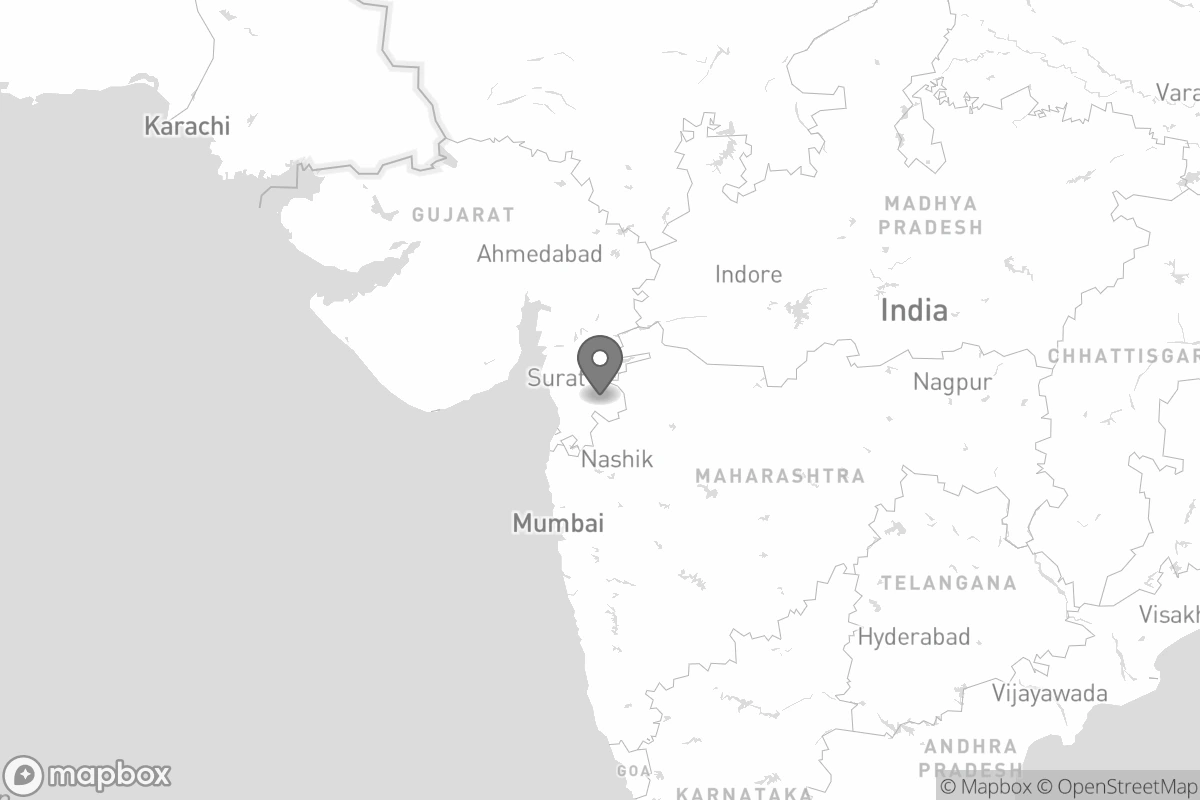 Vara
Karachi
MADHYA
PRADESH
GUJARAT
Ahmedabad
Indore
India
CHHATTISGAR
Surat
Nagpur
Nashik
MAHARASHTRA
Mumbai
TELANGANA
Visakh
Hyderabad
Vijayawada
ANDHRA
PRADESH
GOA
KARNATAKA
mapbox
© Mapbox © OpenStreetMap